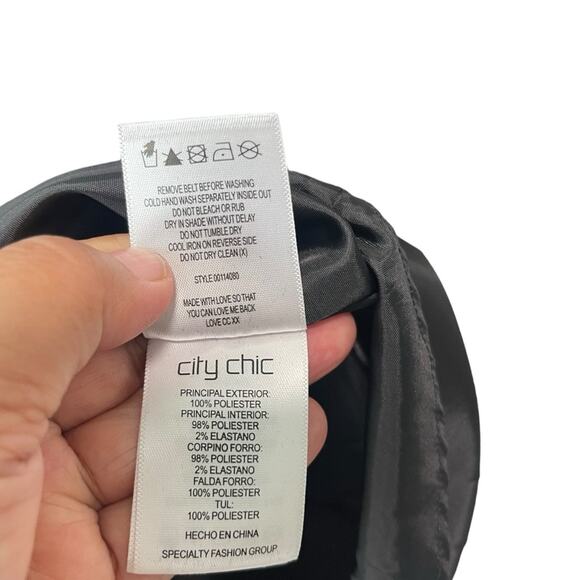 REMOVE BELT BEFORE WASHING
COLD HAND WASH SEPARATELY INSIDE OUT
DO NOT BLEACH OR RUB
DRY IN SHADE WITHOUT DELAY
DO NOT TUMBLE DRY
COOL IRON ON REVERSE SIDE
DO NOT DRY CLEAN (X)
STYLE 00114080
MADE WITH LOVE SO THAT
YOU CAN LOVE ME BACK
LOVE CC XX
city chic
PRINCIPAL EXTERIOR:
100% POLIESTER
PRINCIPAL INTERIOR:
98% POLIESTER
2% ELASTANO
CORPINO FORRO:
98% POLIESTER
2% ELASTANO
FALDA FORRO:
100% POLIESTER
TUL:
100% POLIESTER
HECHO EN CHINA
SPECIALTY FASHION GROUP